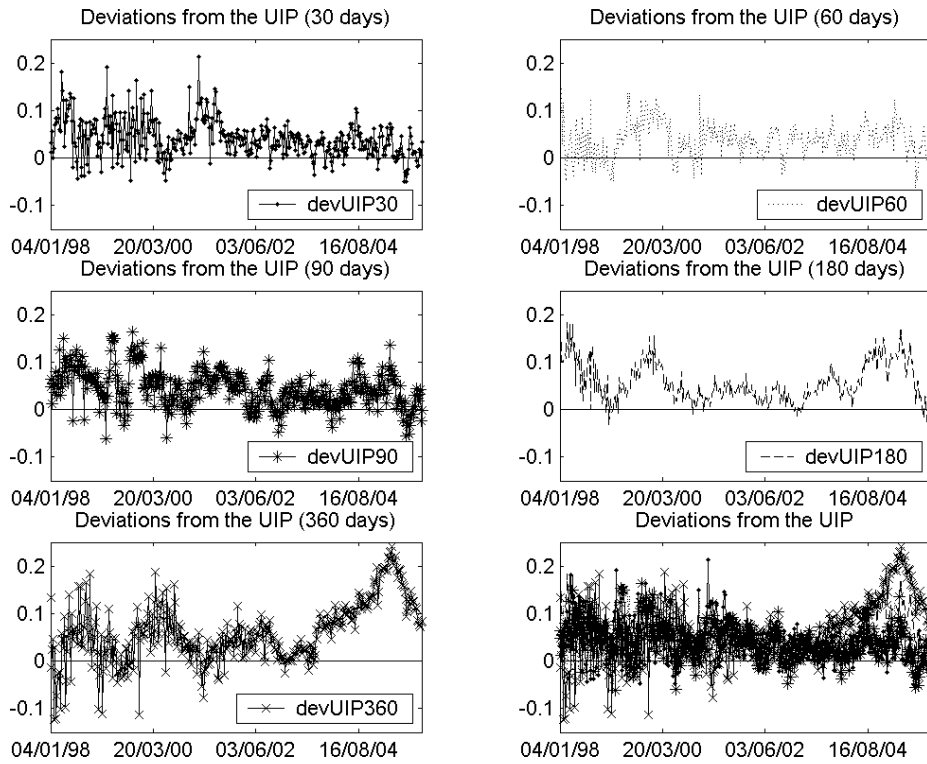 Deviations from the UIP (30 days)
0.2
0.1
0
-0.1
devUIP30
04/01/98 20/03/00 03/06/02 16/08/04
Deviations from the UIP (60 days)
0.2
0.1
0
-0.1
devUIP60
04/01/98 20/03/00 03/06/02 16/08/04
Deviations from the UIP (90 days)
0.2
0.1
0
-0.1
devUIP90
04/01/98 20/03/00 03/06/02 16/08/04
Deviations from the UIP (180 days)
0.2
0.1
0
-0.1
devUIP180
04/01/98 20/03/00 03/06/02 16/08/04
Deviations from the UIP (360 days)
0.2
0.1
0
-0.1
devUIP360
04/01/98 20/03/00 03/06/02 16/08/04
Deviations from the UIP
0.2
0.1
0
-0.1
04/01/98 20/03/00 03/06/02 16/08/04